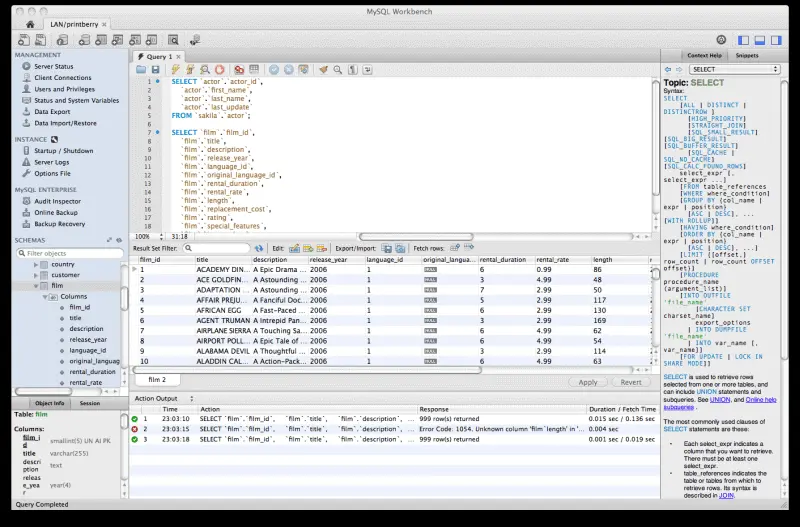 MySQL Workbench
LAN/printberry
MANAGEMENT
Server Status
Client Connections
Users and Privileges
Status and System Variables
Data Export
Data Import/Restore
INSTANCE
Startup / Shutdown
Server Logs
Options File
MySQL ENTERPRISE
Audit Inspector
Online Backup
Backup Recovery
SCHEMAS
Filter objects
country
customer
film
Columns
film_id
title
description
release_year
language_id
original_languag
rental_duration
rental_rate
Object Info Session
Table: film
Columns:
film_i
d smallint(5) UN AI PK
title varchar(255)
descri
ption text
releas
e_year year(4)
Query Completed
Query 1
1 SELECT `actor`.`actor_id`,
2 `actor`.`first_name`,
3 `actor`.`last_name`,
4 `actor`.`last_update`
5 FROM `sakila`.`actor`;
6
7 SELECT `film`.`film_id`,
8 `film`.`title`,
9 `film`.`description`,
10 `film`.`release_year`,
11 `film`.`language_id`,
12 `film`.`original_language_id`,
13 `film`.`rental_duration`,
14 `film`.`rental_rate`,
15 `film`.`length`,
16 `film`.`replacement_cost`,
17 `film`.`rating`,
18 `film`.`special_features`,
100% 31:18
Result Set Filter: Edit: Export/Import: Fetch rows:
film_id title description release_year language_id original_langua... rental_duration rental_rate length
1 ACADEMY DIN... A Epic Drama ... 2006 1 NULL 6 0.99 86
2 ACE GOLDFIN... A Astounding ... 2006 1 NULL 3 4.99 48
3 ADAPTATION ... A Astounding ... 2006 1 NULL 7 2.99 50
4 AFFAIR PREJU... A Fanciful Doc... 2006 1 NULL 5 2.99 117
5 AFRICAN EGG A Fast-Paced ... 2006 1 NULL 6 2.99 130
6 AGENT TRUMAN A Intrepid Pan... 2006 1 NULL 3 2.99 169
7 AIRPLANE SIERRA A Touching Sa... 2006 1 NULL 6 4.99 62
8 AIRPORT POLL... A Epic Tale of ... 2006 1 NULL 6 4.99 54
9 ALABAMA DEVIL A Thoughtful ... 2006 1 NULL 3 2.99 114
10 ALADDIN CAL... A Action-Pack... 2006 1 NULL 6 4.99 63
film 2
Apply Revert
Action Output
Time Action Response Duration / Fetch Time
1 23:03:10 SELECT `film`.`film_id`, `film`.`title`, `film`.`description`, ... 999 row(s) returned 0.015 sec / 0.136 sec
2 23:03:15 SELECT `film`.`film_id`, `film`.`title`, `film`.`description`, ... Error Code: 1054. Unknown column 'film`length' in '... 0.004 sec
3 23:03:18 SELECT `film`.`film_id`, `film`.`title`, `film`.`description`, ... 999 row(s) returned 0.001 sec / 0.019 sec
Context Help Snippets
SELECT
Topic: SELECT
Syntax:
SELECT
[ALL | DISTINCT |
DISTINCTROW ]
[HIGH_PRIORITY]
[STRAIGHT_JOIN]
[SQL_SMALL_RESULT]
[SQL_BIG_RESULT]
[SQL_BUFFER_RESULT]
[SQL_CACHE |
SQL_NO_CACHE]
[SQL_CALC_FOUND_ROWS]
select_expr [,
select_expr ...]
[FROM table_references
[WHERE where_condition]
[GROUP BY {col_name |
expr | position}
[ASC | DESC], ...
[WITH ROLLUP]]
[HAVING where_condition]
[ORDER BY {col_name |
expr | position}
[ASC | DESC], ...]
[LIMIT {[offset,]
row_count | row_count OFFSET
offset}]
[PROCEDURE
procedure_name
(argument_list)]
[INTO OUTFILE
'file_name'
[CHARACTER SET
charset_name]
export_options
| INTO DUMPFILE
'file_name'
| INTO var_name [,
var_name]]
[FOR UPDATE | LOCK IN
SHARE MODE]]
SELECT is used to retrieve rows
selected from one or more tables, and
can include UNION statements and
subqueries. See UNION, and Online help
subqueries .
The most commonly used clauses of
SELECT statements are these:
• Each select_expr indicates a
column that you want to retrieve.
There must be at least one
select_expr.
• table_references indicates the
table or tables from which to
retrieve rows. Its syntax is
described in JOIN.